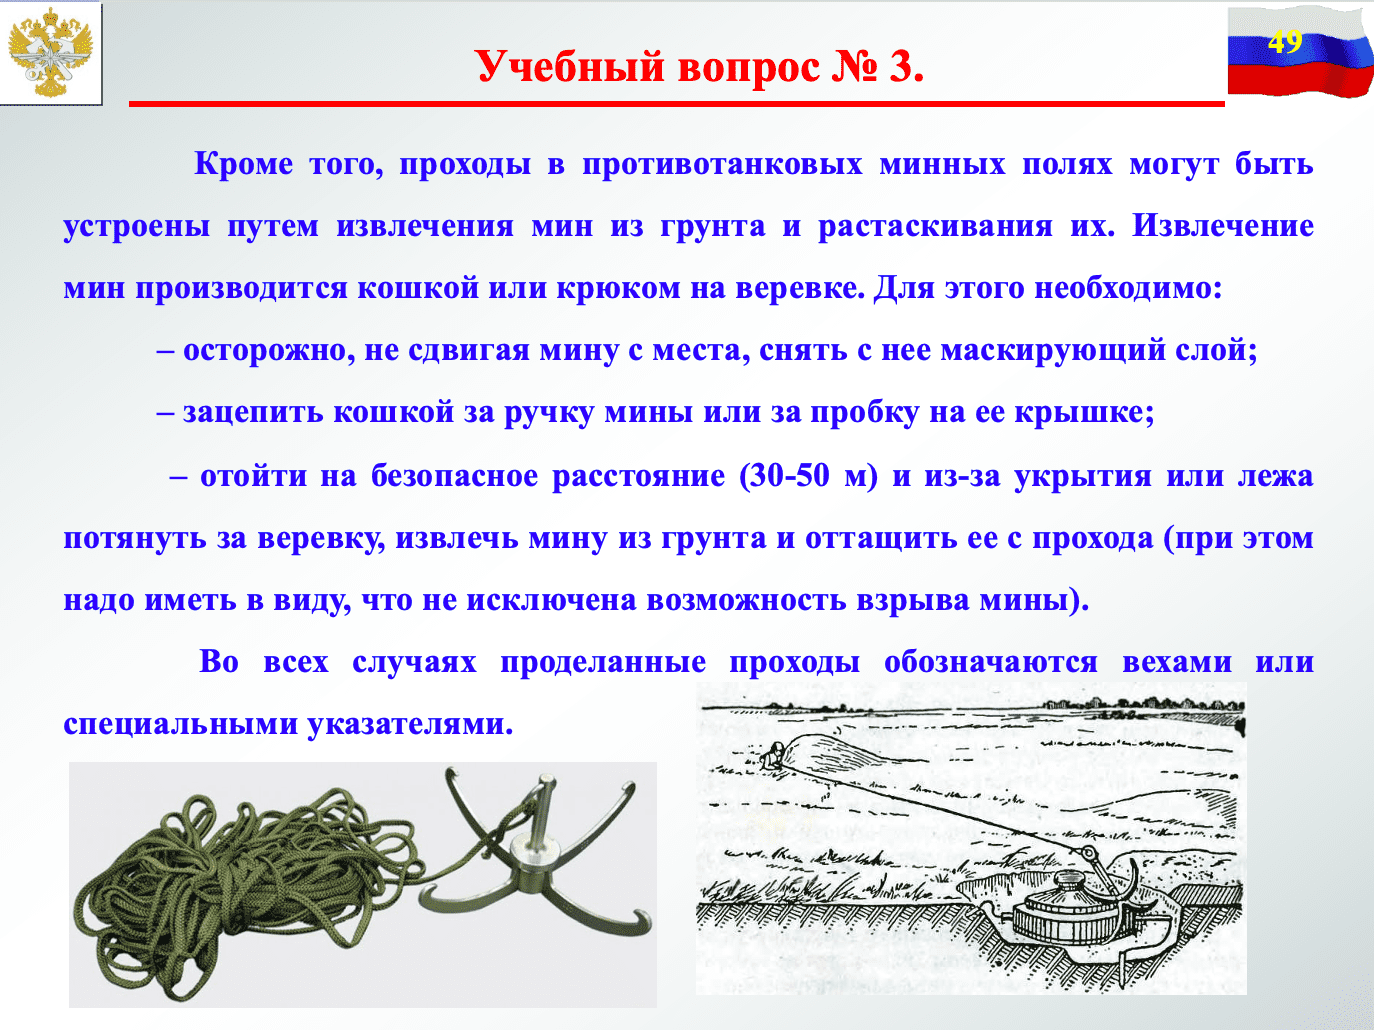 49
Учебный вопрос № 3.
Кроме того, проходы в противотанковых минных полях могут быть
устроены путем извлечения мин из грунта и растаскивания их. Извлечение
мин производится кошкой или крюком на веревке. Для этого необходимо:
– осторожно, не сдвигая мину с места, снять с нее маскирующий слой;
– зацепить кошкой за ручку мины или за пробку на ее крышке;
– отойти на безопасное расстояние (30-50 м) и из-за укрытия или лежа
потянуть за веревку, извлечь мину из грунта и оттащить ее с прохода (при этом
надо иметь в виду, что не исключена возможность взрыва мины).
Во всех случаях проделанные проходы обозначаются вехами или
специальными указателями.